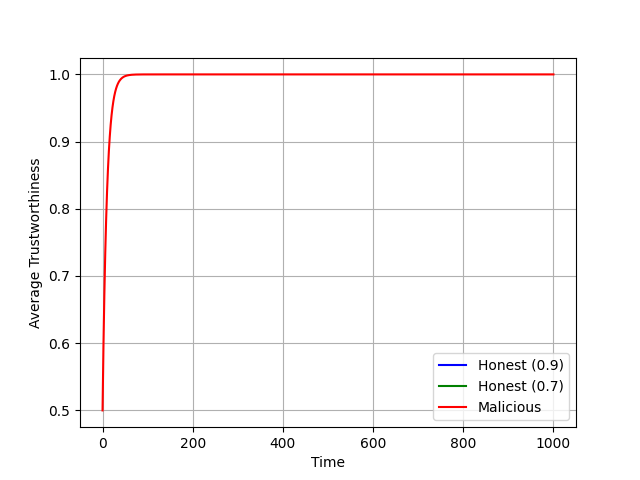 1.0
0.9
0.8
0.7
0.6
0.5
Average Trustworthiness
Honest (0.9)
Honest (0.7)
Malicious
0 200 400 600 800 1000
Time